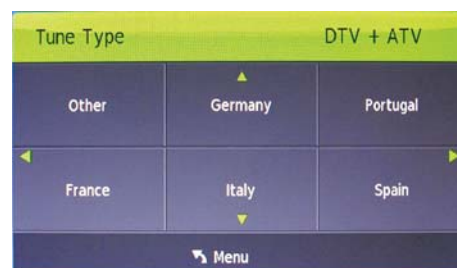 Tune Type DTV + ATV
Other Germany Portugal
France Italy Spain
Menu